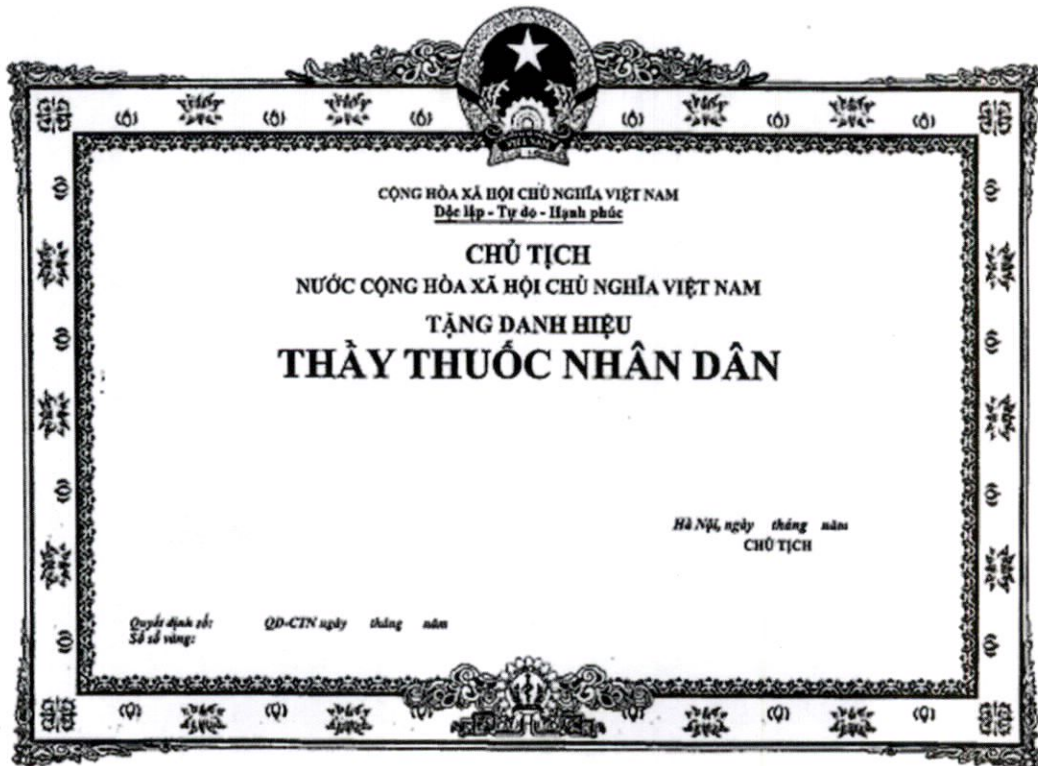 CỘNG HÒA XÃ HỘI CHỦ NGHĨA VIỆT NAM
Độc lập - Tự do - Hạnh phúc
CHỦ TỊCH
NƯỚC CỘNG HÒA XÃ HỘI CHỦ NGHĨA VIỆT NAM
TẶNG DANH HIỆU
THẦY THUỐC NHÂN DÂN
Hà Nội, ngày tháng năm
CHỦ TỊCH
Quyết định số: QĐ-CTN ngày tháng năm
Số sổ vàng: